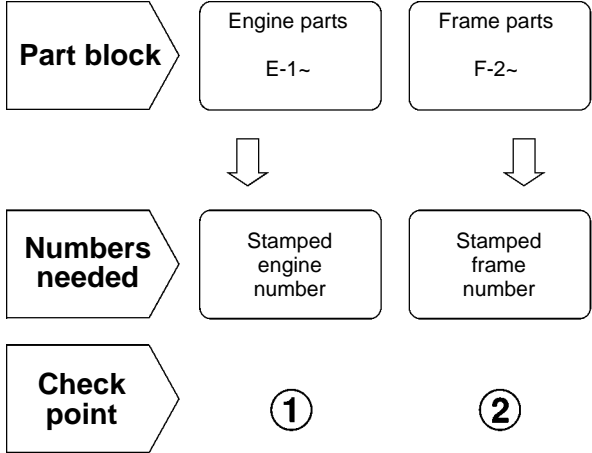 Part block
Engine parts
E-1~
Frame parts
F-2~
Numbers
needed
Stamped
engine
number
Stamped
frame
number
Check
point
①
②